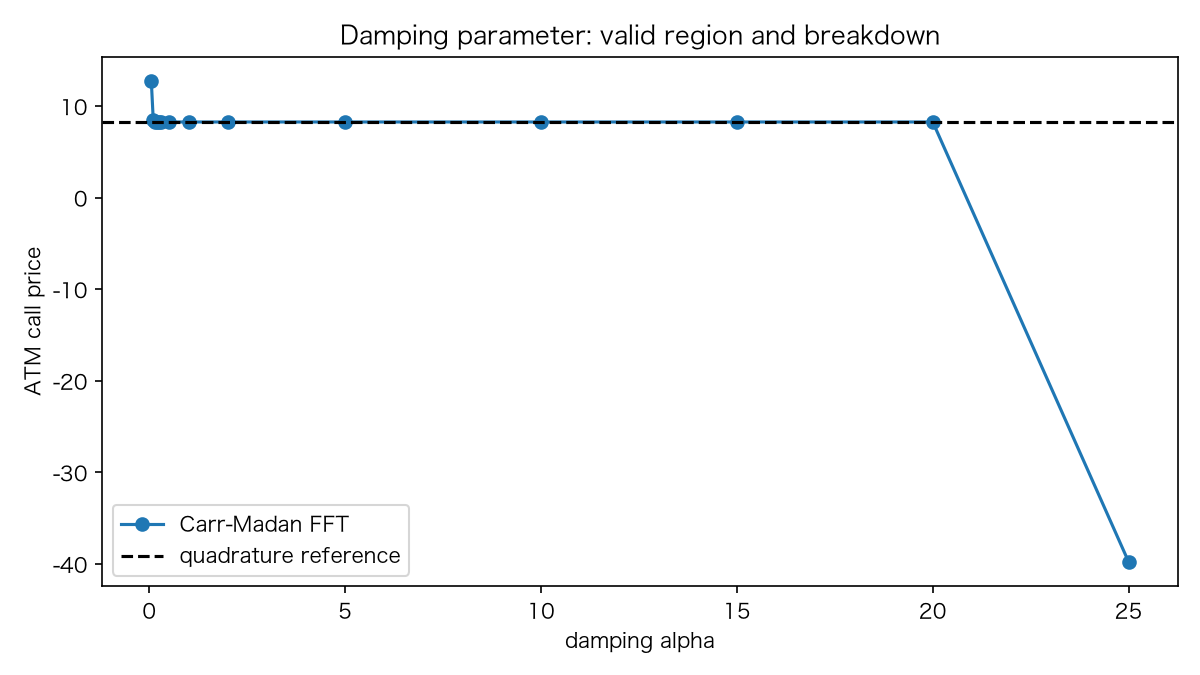 Damping parameter: valid region and breakdown
ATM call price
10
0
-10
-20
-30
-40
Carr-Madan FFT
quadrature reference
0 5 10 15 20 25
damping alpha